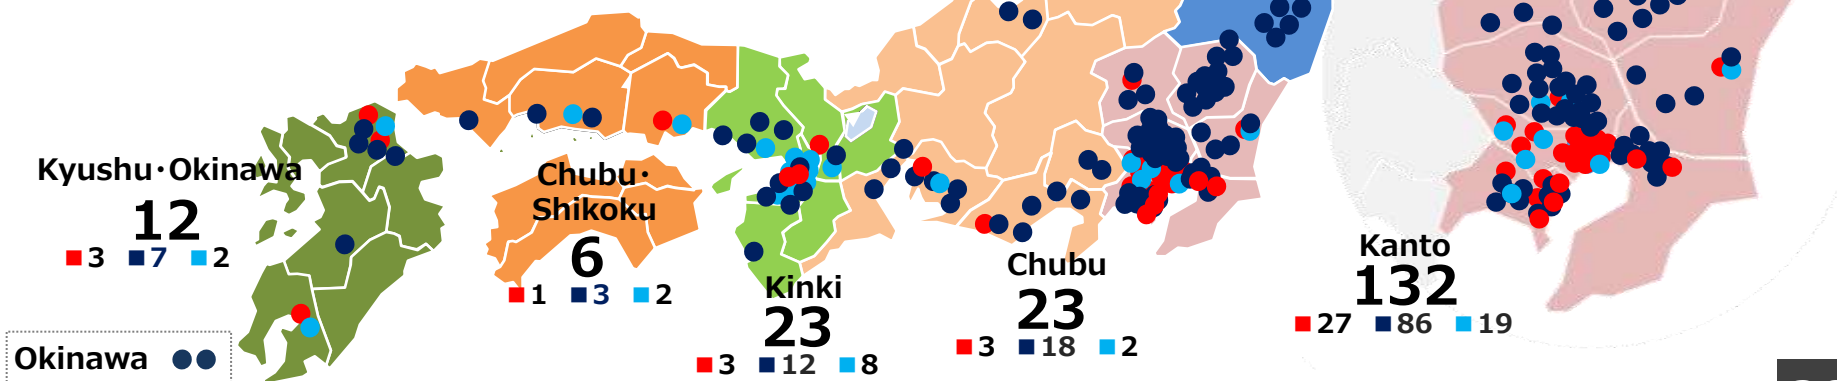 Kyushu･Okinawa
12
3 7 2
Okinawa
Chubu･
Shikoku
6
1 3 2
Kinki
23
3 12 8
Chubu
23
3 18 2
Kanto
132
27 86 19